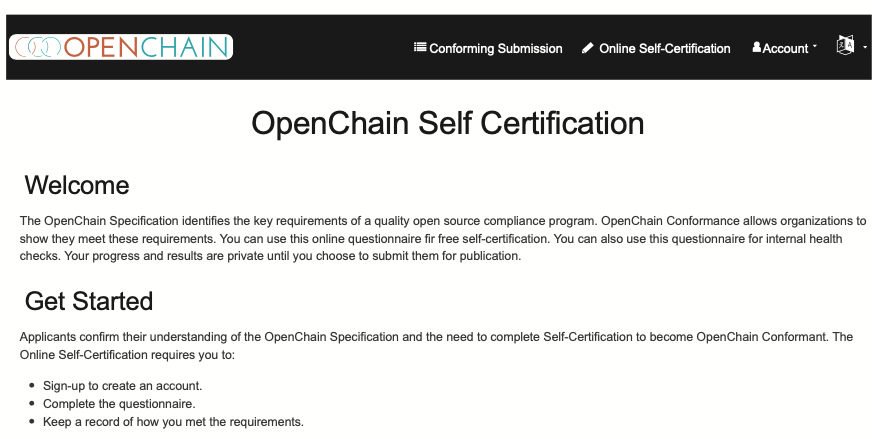 OPENCHAIN
Conforming Submission
Online Self-Certification
Account
OpenChain Self Certification
Welcome
The OpenChain Specification identifies the key requirements of a quality open source compliance program. OpenChain Conformance allows organizations to
show they meet these requirements. You can use this online questionnaire fir free self-certification. You can also use this questionnaire for internal health
checks. Your progress and results are private until you choose to submit them for publication.
Get Started
Applicants confirm their understanding of the OpenChain Specification and the need to complete Self-Certification to become OpenChain Conformant. The
Online Self-Certification requires you to:
• Sign-up to create an account.
• Complete the questionnaire.
• Keep a record of how you met the requirements.